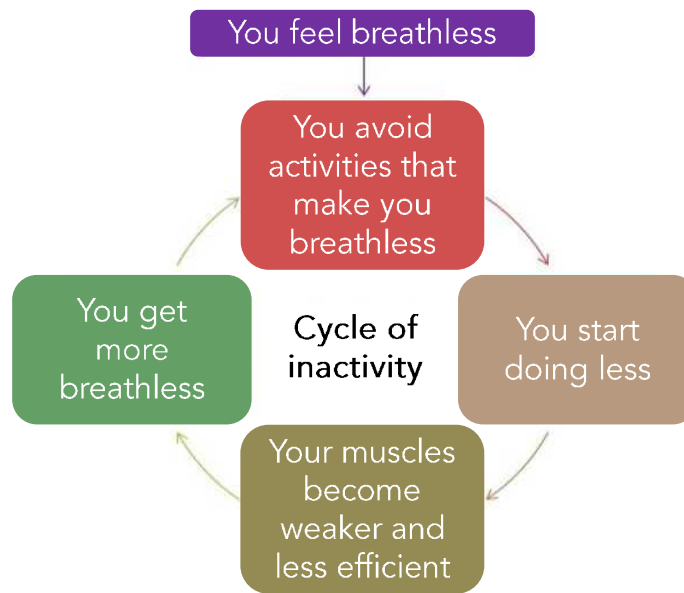 You feel breathless
You avoid
activities that
make you
breathless
You start
doing less
Your muscles
become
weaker and
less efficient
You get
more
breathless
Cycle of
inactivity